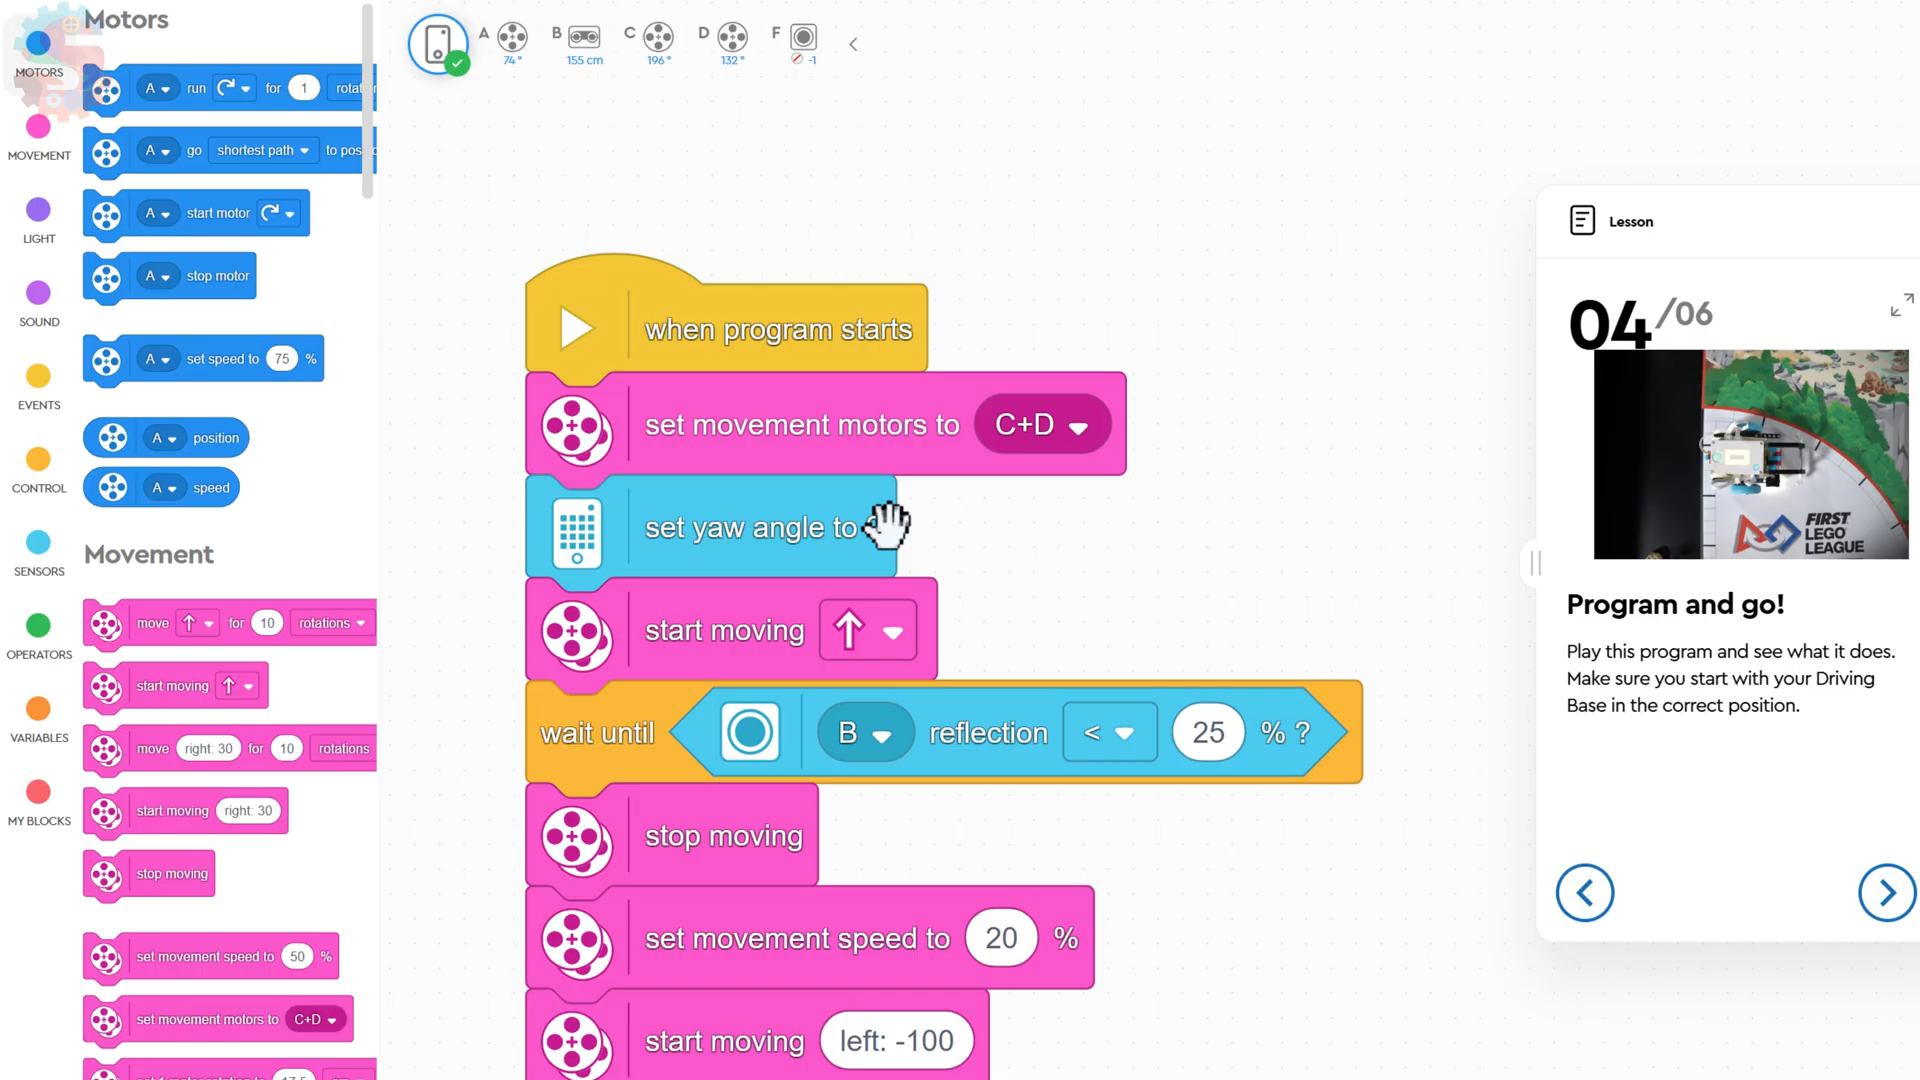 Motors
MOTORS
MOVEMENT
LIGHT
SOUND
EVENTS
CONTROL
SENSORS
OPERATORS
VARIABLES
MY BLOCKS
A run for 1
A go shortest path to
A start motor
A stop motor
A set speed to 75 %
A position
A speed
Movement
move for 10 rotations
start moving
move right: 30 for 10 rotations
start moving right: 30
stop moving
set movement speed to 50 %
set movement motors to C+D
A 74°
B 155 cm
C 196°
D 132°
F -1
when program starts
set movement motors to C+D
set yaw angle to
start moving
wait until B reflection < 25 % ?
stop moving
set movement speed to 20 %
start moving left: -100
Lesson
04/06
FIRST
LEGO
LEAGUE
Program and go!
Play this program and see what it does.
Make sure you start with your Driving
Base in the correct position.